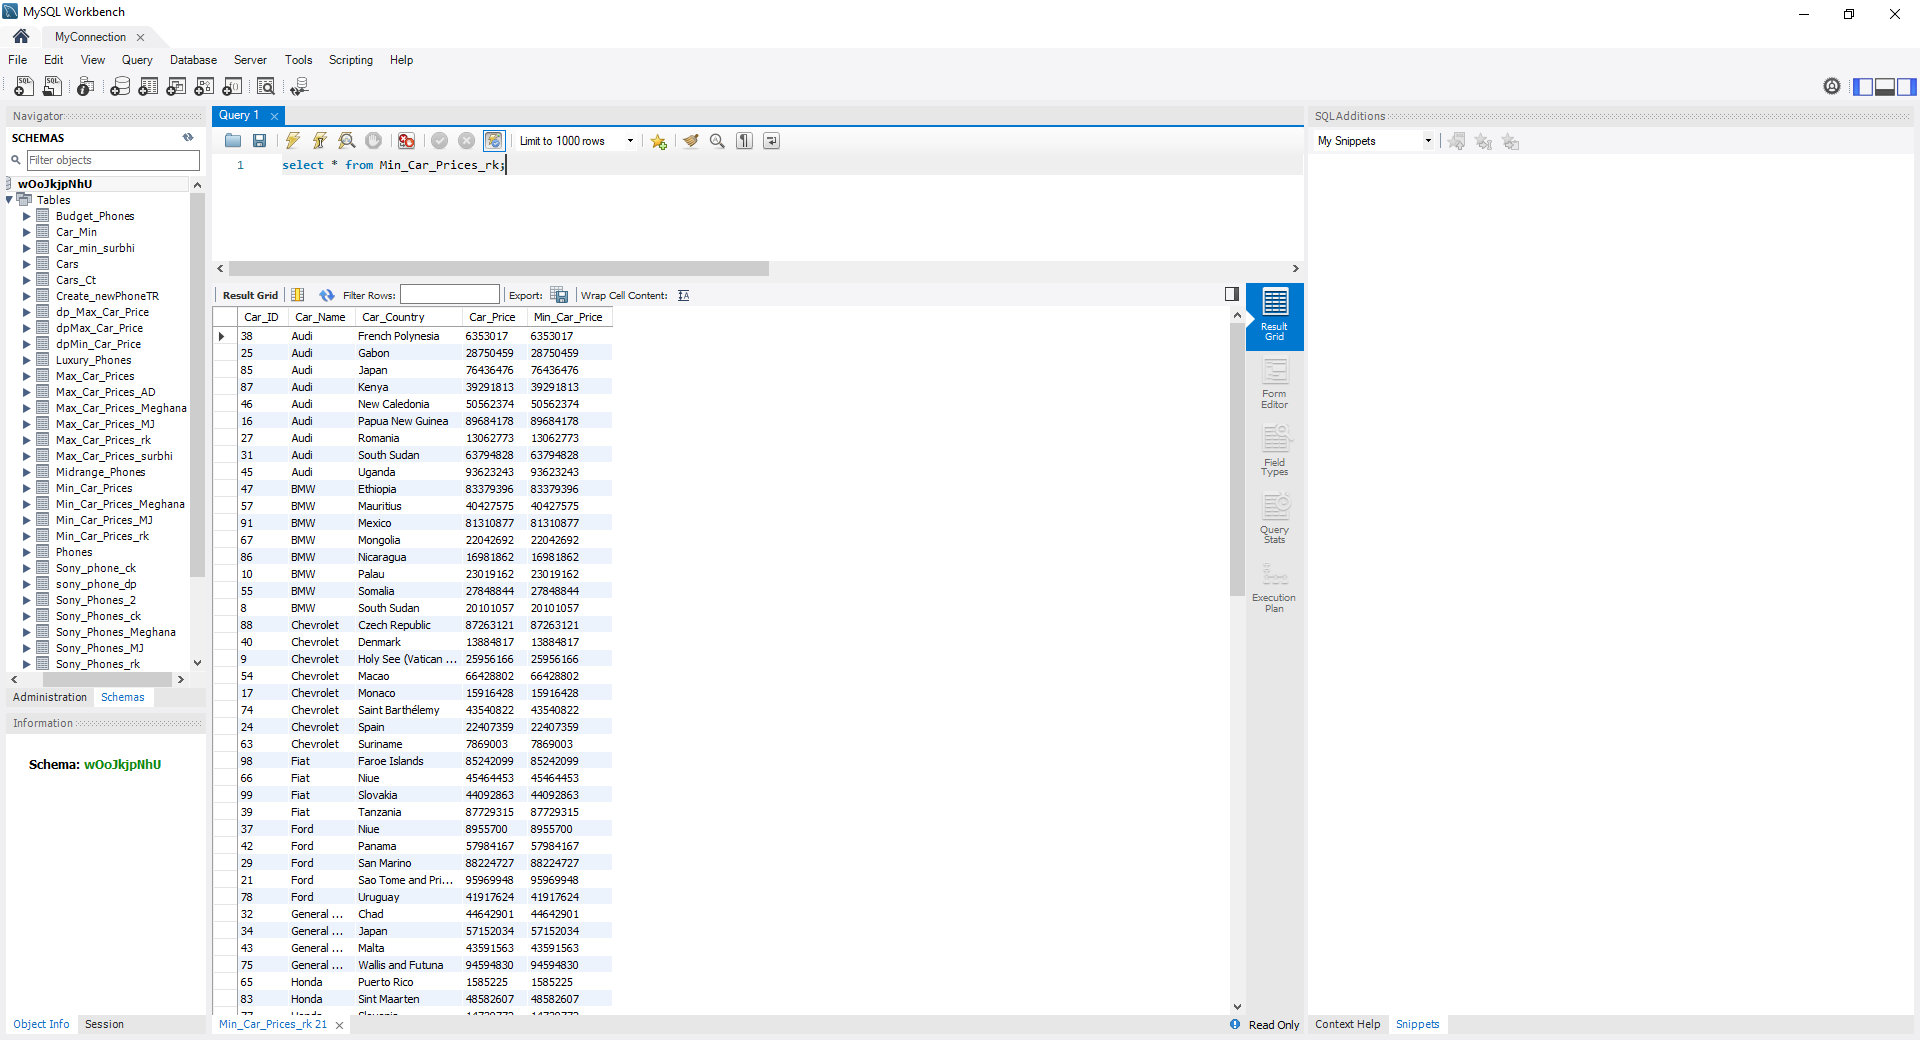 MySQL Workbench
MyConnection
File Edit View Query Database Server Tools Scripting Help
Navigator
SCHEMAS
Filter objects
wOoJkjpNhU
Tables
Budget_Phones
Car_Min
Car_min_surbhi
Cars
Cars_Ct
Create_newPhoneTR
dp_Max_Car_Price
dpMax_Car_Price
dpMin_Car_Price
Luxury_Phones
Max_Car_Prices
Max_Car_Prices_AD
Max_Car_Prices_Meghana
Max_Car_Prices_MJ
Max_Car_Prices_rk
Max_Car_Prices_surbhi
Midrange_Phones
Min_Car_Prices
Min_Car_Prices_Meghana
Min_Car_Prices_MJ
Min_Car_Prices_rk
Phones
Sony_phone_ck
sony_phone_dp
Sony_Phones_2
Sony_Phones_ck
Sony_Phones_Meghana
Sony_Phones_MJ
Sony_Phones_rk
Administration Schemas
Information
Schema: wOoJkjpNhU
Object Info Session
Query 1
Limit to 1000 rows
1 select * from Min_Car_Prices_rk;
Result Grid Filter Rows: Export: Wrap Cell Content:
Car_ID Car_Name Car_Country Car_Price Min_Car_Price
38 Audi French Polynesia 6353017 6353017
25 Audi Gabon 28750459 28750459
85 Audi Japan 76436476 76436476
87 Audi Kenya 39291813 39291813
46 Audi New Caledonia 50562374 50562374
16 Audi Papua New Guinea 89684178 89684178
27 Audi Romania 13062773 13062773
31 Audi South Sudan 63794828 63794828
45 Audi Uganda 93623243 93623243
47 BMW Ethiopia 83379396 83379396
57 BMW Mauritius 40427575 40427575
91 BMW Mexico 81310877 81310877
67 BMW Mongolia 22042692 22042692
86 BMW Nicaragua 16981862 16981862
10 BMW Palau 23019162 23019162
55 BMW Somalia 27848844 27848844
8 BMW South Sudan 20101057 20101057
88 Chevrolet Czech Republic 87263121 87263121
40 Chevrolet Denmark 13884817 13884817
9 Chevrolet Holy See (Vatican ... 25956166 25956166
54 Chevrolet Macao 66428802 66428802
17 Chevrolet Monaco 15916428 15916428
74 Chevrolet Saint Barthélemy 43540822 43540822
24 Chevrolet Spain 22407359 22407359
63 Chevrolet Suriname 7869003 7869003
98 Fiat Faroe Islands 85242099 85242099
66 Fiat Niue 45464453 45464453
99 Fiat Slovakia 44092863 44092863
39 Fiat Tanzania 87729315 87729315
37 Ford Niue 8955700 8955700
42 Ford Panama 57984167 57984167
29 Ford San Marino 88224727 88224727
21 Ford Sao Tome and Pri... 95969948 95969948
78 Ford Uruguay 41917624 41917624
32 General ... Chad 44642901 44642901
34 General ... Japan 57152034 57152034
43 General ... Malta 43591563 43591563
75 General ... Wallis and Futuna 94594830 94594830
65 Honda Puerto Rico 1585225 1585225
83 Honda Sint Maarten 48582607 48582607
Min_Car_Prices_rk 21
Read Only
Result
Grid
Form
Editor
Field
Types
Query
Stats
Execution
Plan
SQLAdditions
My Snippets
Context Help Snippets